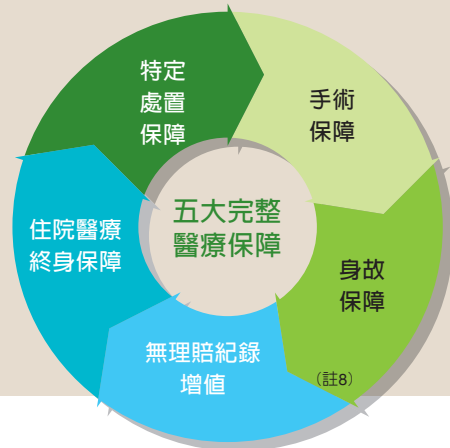 五大完整
醫療保障
特定
處置
保障
手術
保障
身故
保障
（註8）
無理賠紀錄
增值
住院醫療
終身保障